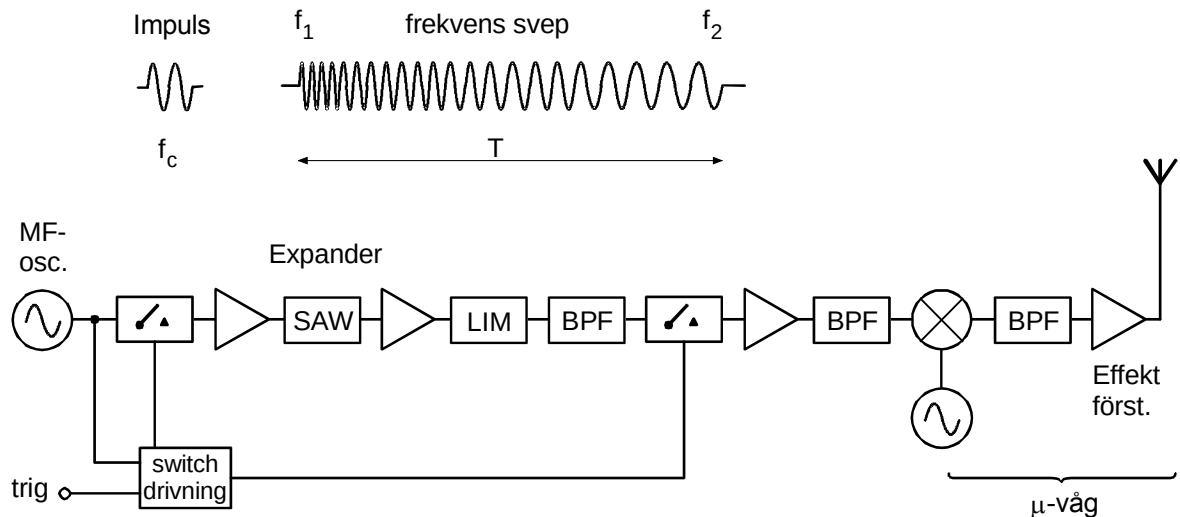 Impuls
f1
frekvens svep
f2
fc
T
MF-
osc.
Expander
SAW
LIM
BPF
BPF
BPF
Effekt
först.
switch
drivning
trig
μ-våg